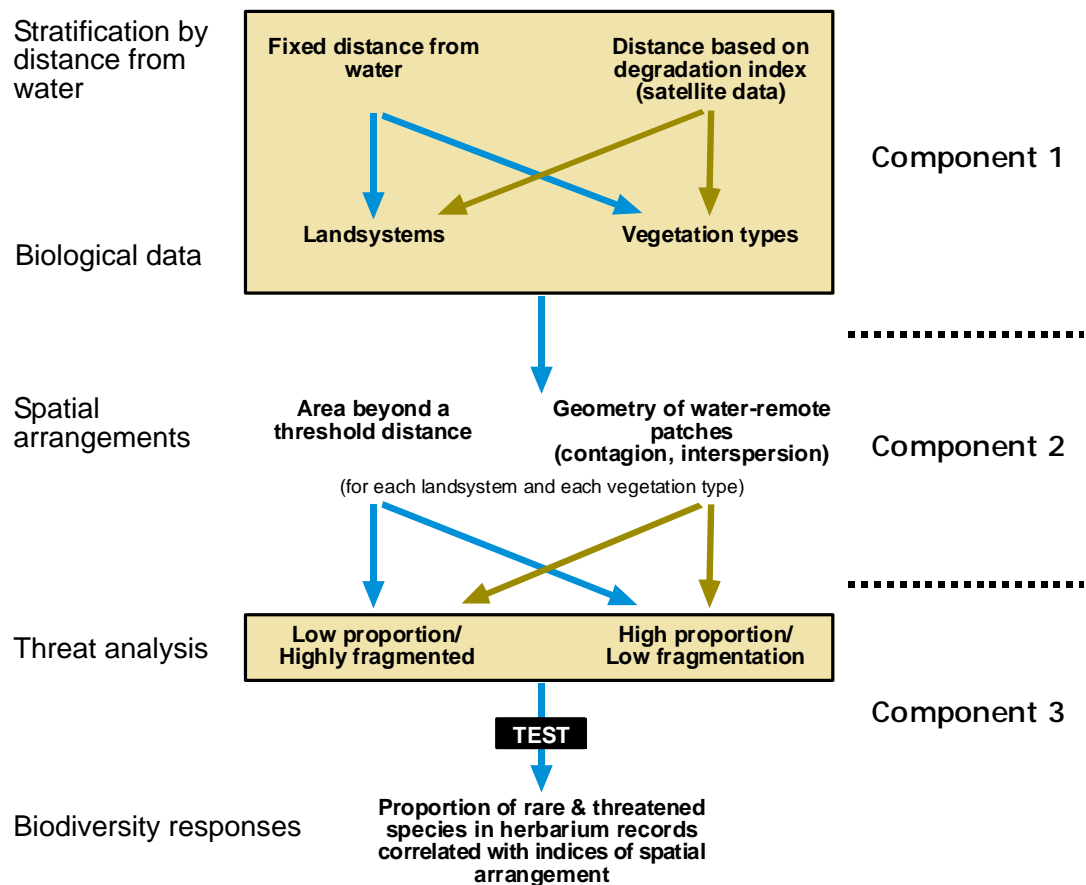 Stratification by
distance from
water
Fixed distance from
water
Distance based on
degradation index
(satellite data)
Component 1
Landsystems
Vegetation types
Biological data
Spatial
arrangements
Area beyond a
threshold distance
Geometry of water-remote
patches
(contagion, interspersion)
Component 2
(for each landsystem and each vegetation type)
Threat analysis
Low proportion/
Highly fragmented
High proportion/
Low fragmentation
Component 3
TEST
Biodiversity responses
Proportion of rare & threatened
species in herbarium records
correlated with indices of spatial
arrangement